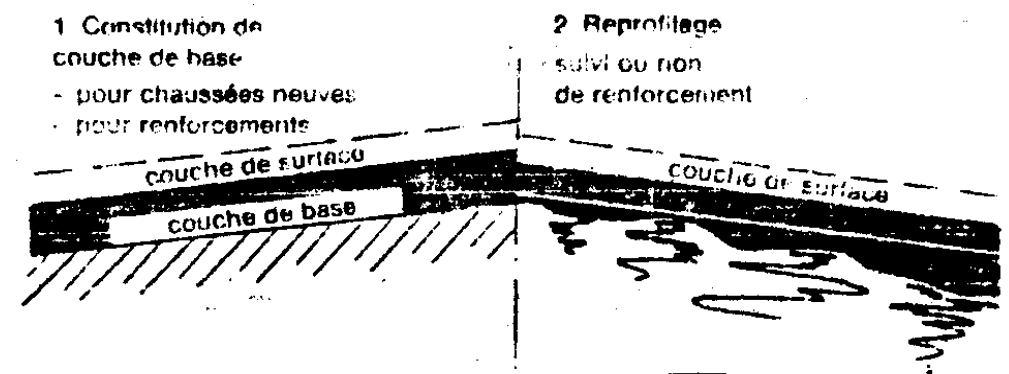 1 Constitution de
couche de base
- pour chaussées neuves
- pour renforcements
2 Reprofilage
suivi ou non
de renforcement
couche de surface
couche de base
couche de surface